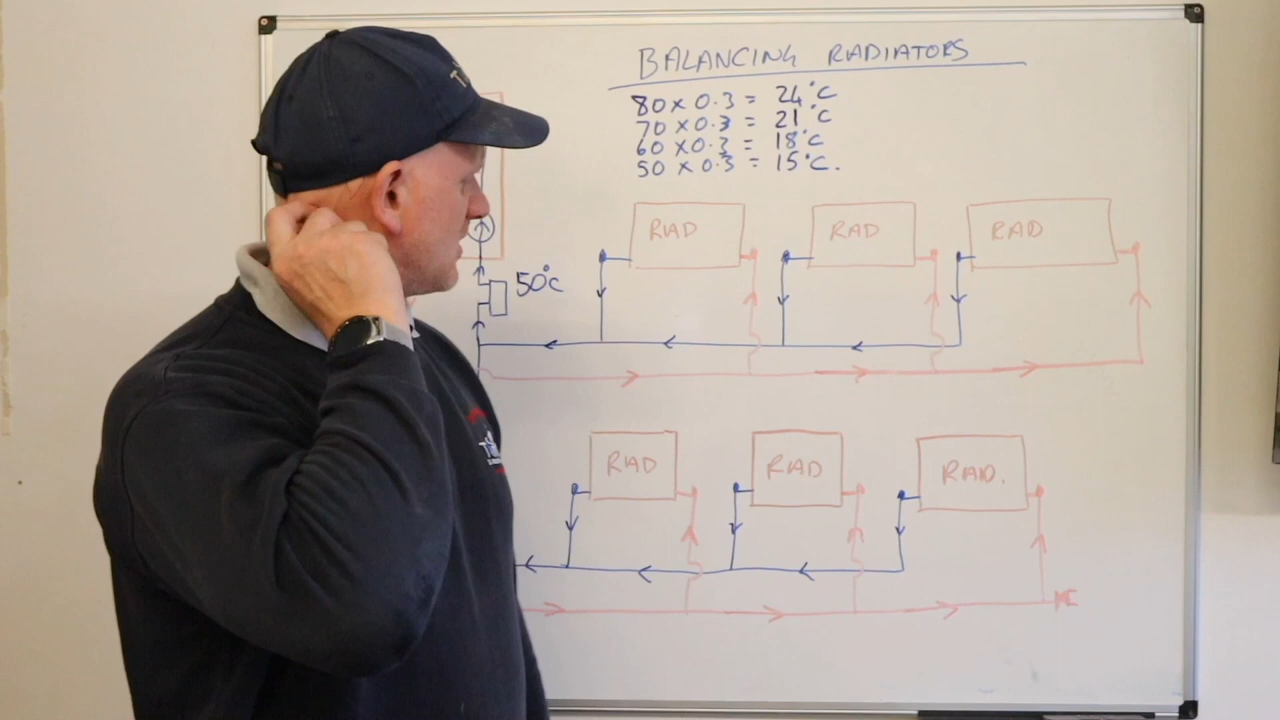 BALANCING RADIATORS
80 x 0.3 = 24°C
70 x 0.3 = 21°C
60 x 0.3 = 18°C
50 x 0.3 = 15°C.
50°C
RAD RAD RAD
RAD RAD RAD.